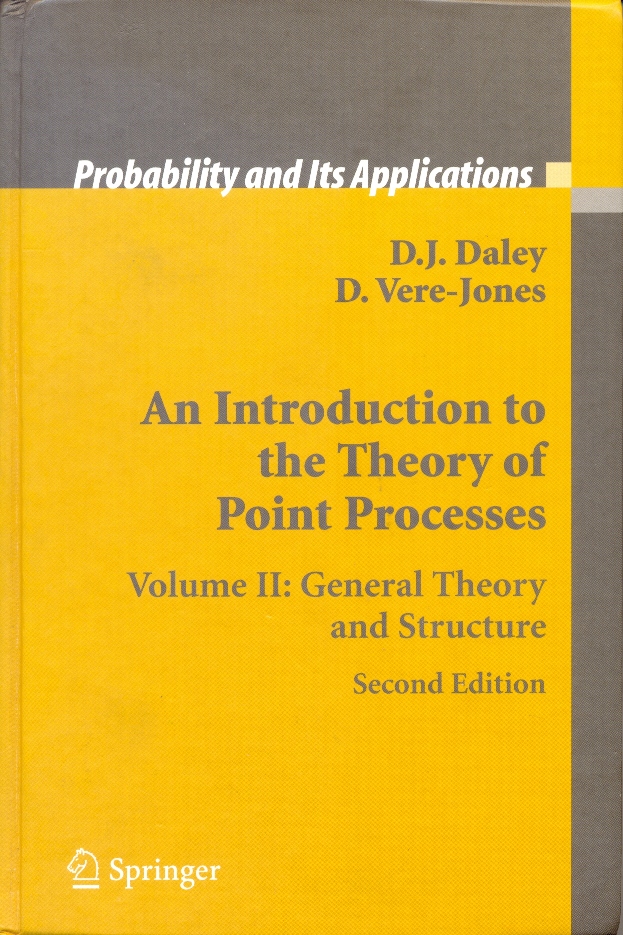 Probability and Its Applications
D.J. Daley
D. Vere-Jones
An Introduction to
the Theory of
Point Processes
Volume II: General Theory
and Structure
Second Edition
Springer